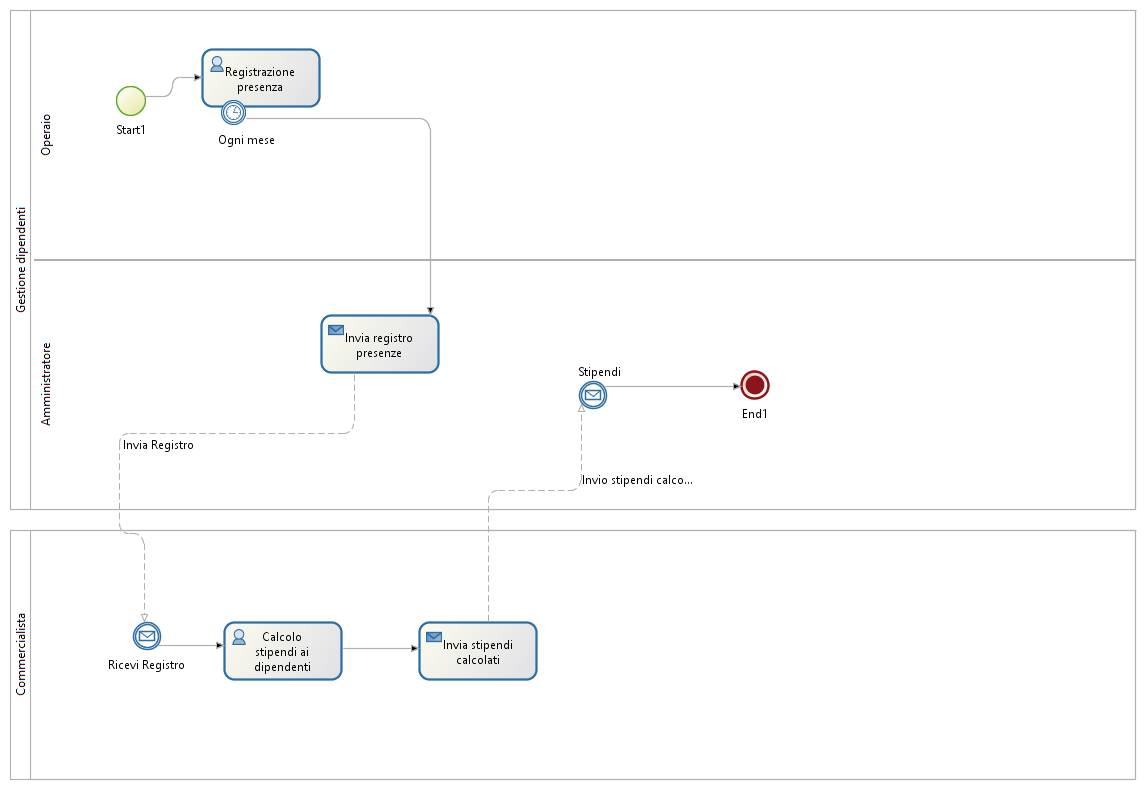 Gestione dipendenti
Operaio
Start1
Registrazione
presenza
Ogni mese
Amministratore
Invia registro
presenze
Stipendi
End1
Invia Registro
Invio stipendi calco...
Commercialista
Ricevi Registro
Calcolo
stipendi ai
dipendenti
Invia stipendi
calcolati